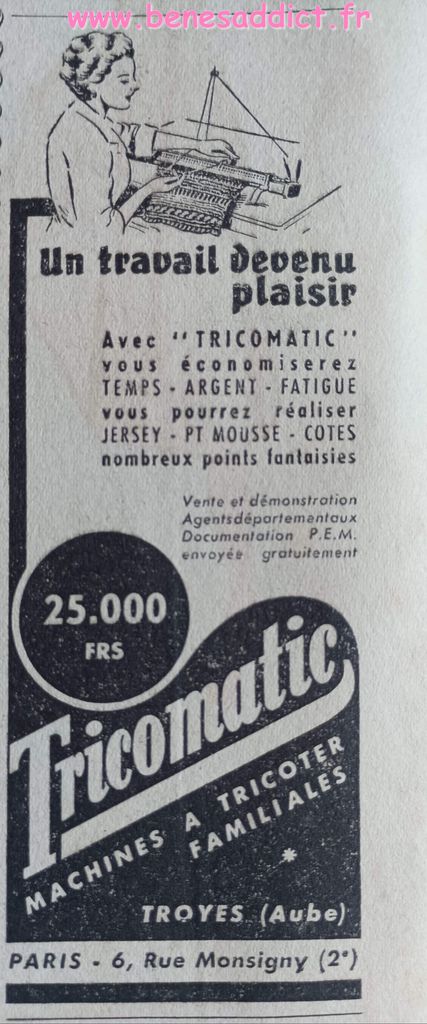 www.benesaddict.fr
Un travail devenu
plaisir
Avec "TRICOMATIC"
vous économiserez
TEMPS - ARGENT - FATIGUE
vous pourrez réaliser
JERSEY - PT MOUSSE - COTES
nombreux points fantaisies
Vente et démonstration
Agentsdépartementaux
Documentation P.E.M.
envoyée gratuitement
25.000
FRS
Tricomatic
MACHINES A TRICOTER
FAMILIALES
*
TROYES (Aube)
PARIS - 6, Rue Monsigny (2e)